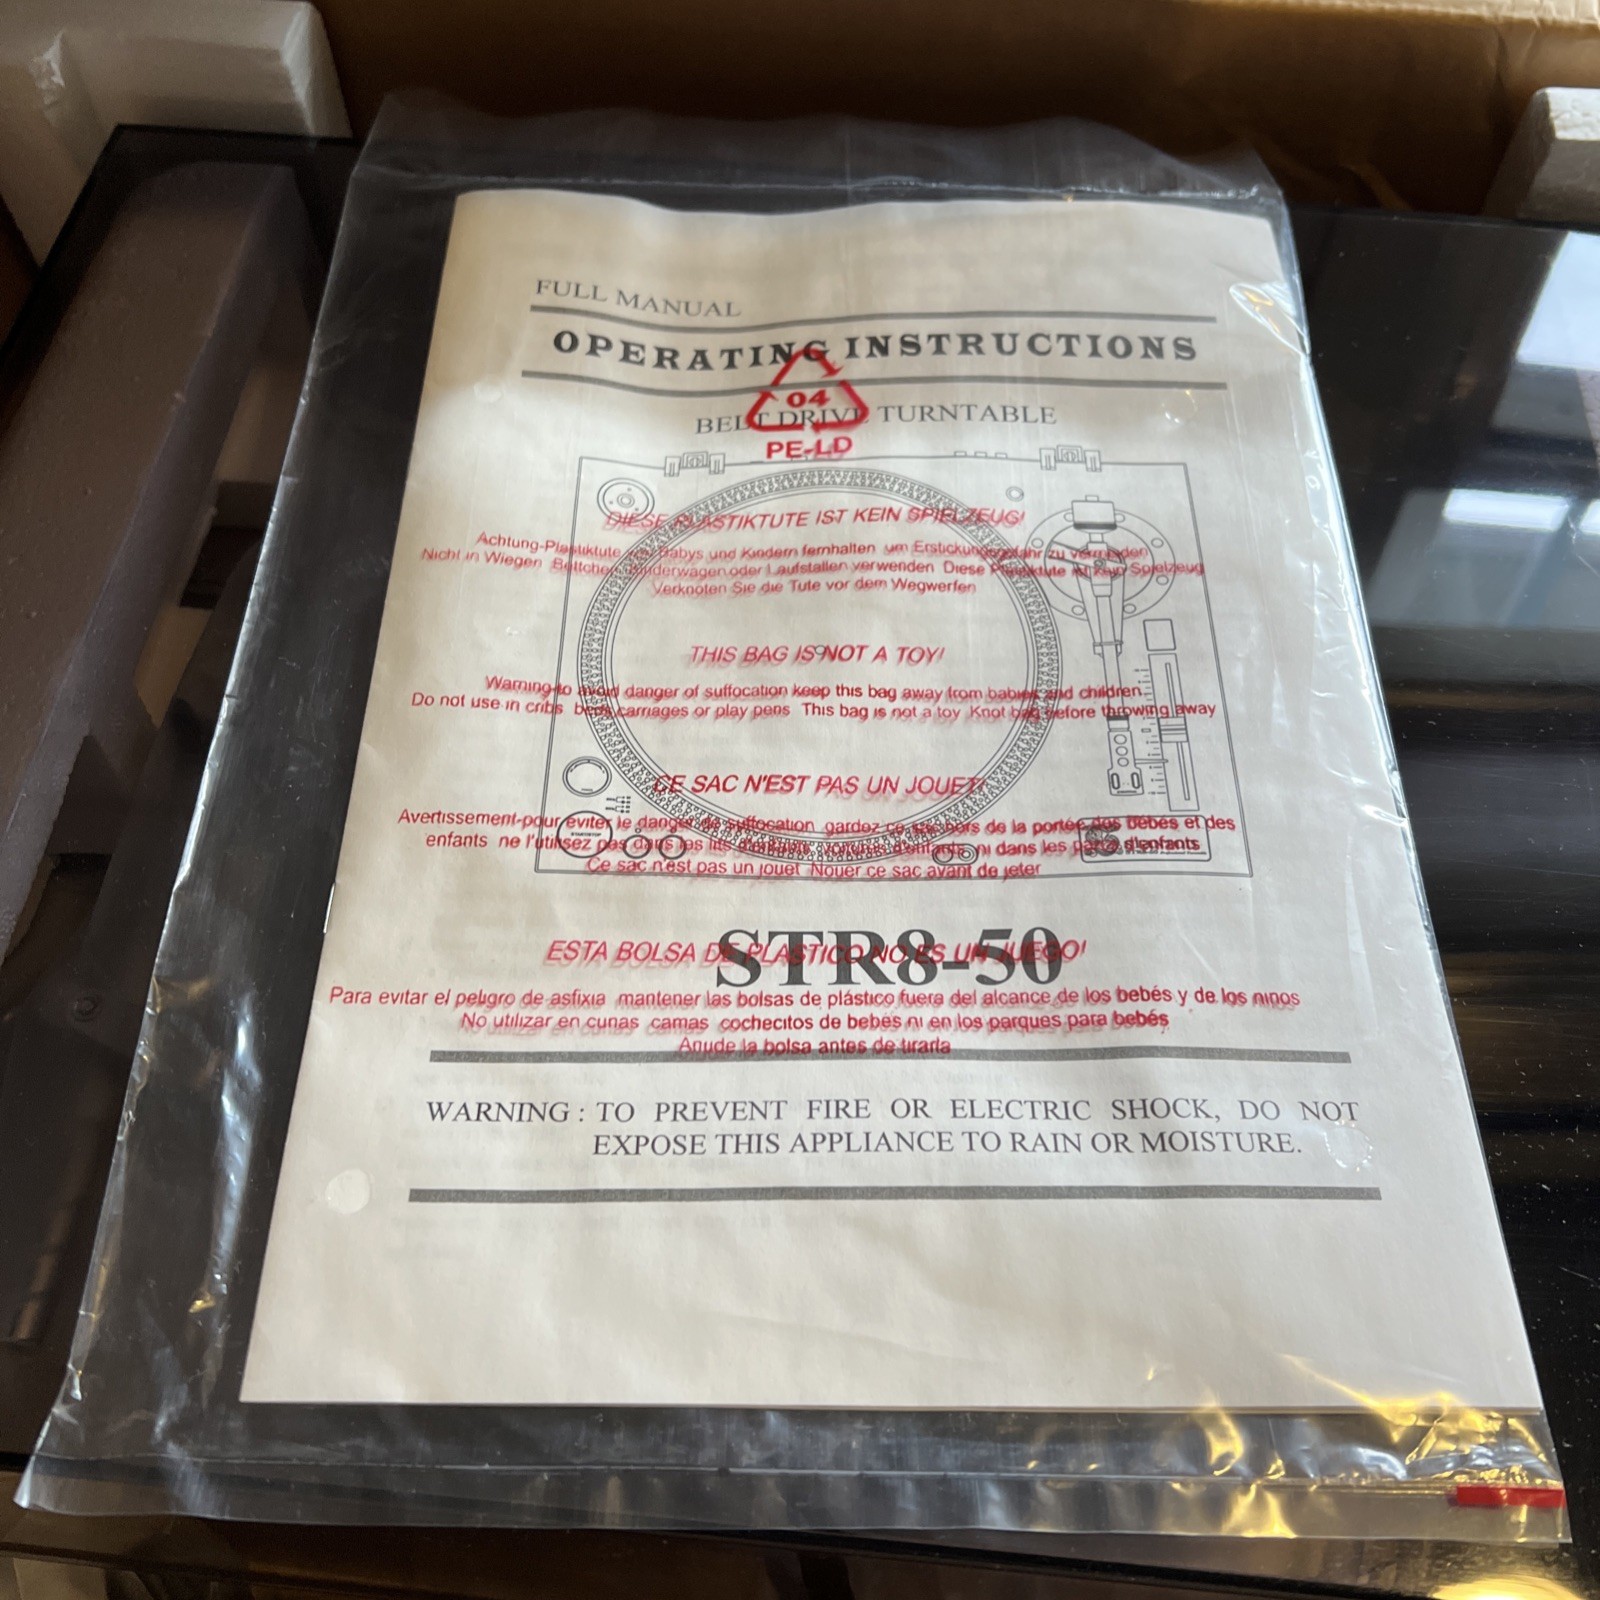 FULL MANUAL
OPERATING INSTRUCTIONS
04
BELT DRIVE TURNTABLE
PE-LD
DIESE PLASTIKTUTE IST KEIN SPIELZEUG!
Achtung-Plastiktute von Babys und Kindern fernhalten um Erstickungsgefahr zu vermeiden
Nicht in Wiegen Bettchen Kinderwagen oder Laufstallen verwenden Diese Plastiktute ist kein Spielzeug
Verknoten Sie die Tute vor dem Wegwerfen
THIS BAG IS NOT A TOY!
Warning-to avoid danger of suffocation keep this bag away from babies and children.
Do not use in cribs beds carriages or play pens This bag is not a toy Knot bag before throwing away
CE SAC N'EST PAS UN JOUET!
Avertissement-pour eviter le danger de suffocation gardez ce sac hors de la portee des bebes et des
enfants ne l'utilisez pas dans les lits d'enfants ni dans les parcs d'enfants
Ce sac n'est pas un jouet Nouer ce sac avant de jeter
STR8-50
ESTA BOLSA DE PLASTICO NO ES UN JUEGO!
Para evitar el peligro de asfixia mantener las bolsas de plástico fuera del alcance de los bebés y de los ninos
No utilizar en cunas camas cochecitos de bebés ni en los parques para bebés
Anude la bolsa antes de tirarla
WARNING : TO PREVENT FIRE OR ELECTRIC SHOCK, DO NOT
EXPOSE THIS APPLIANCE TO RAIN OR MOISTURE.